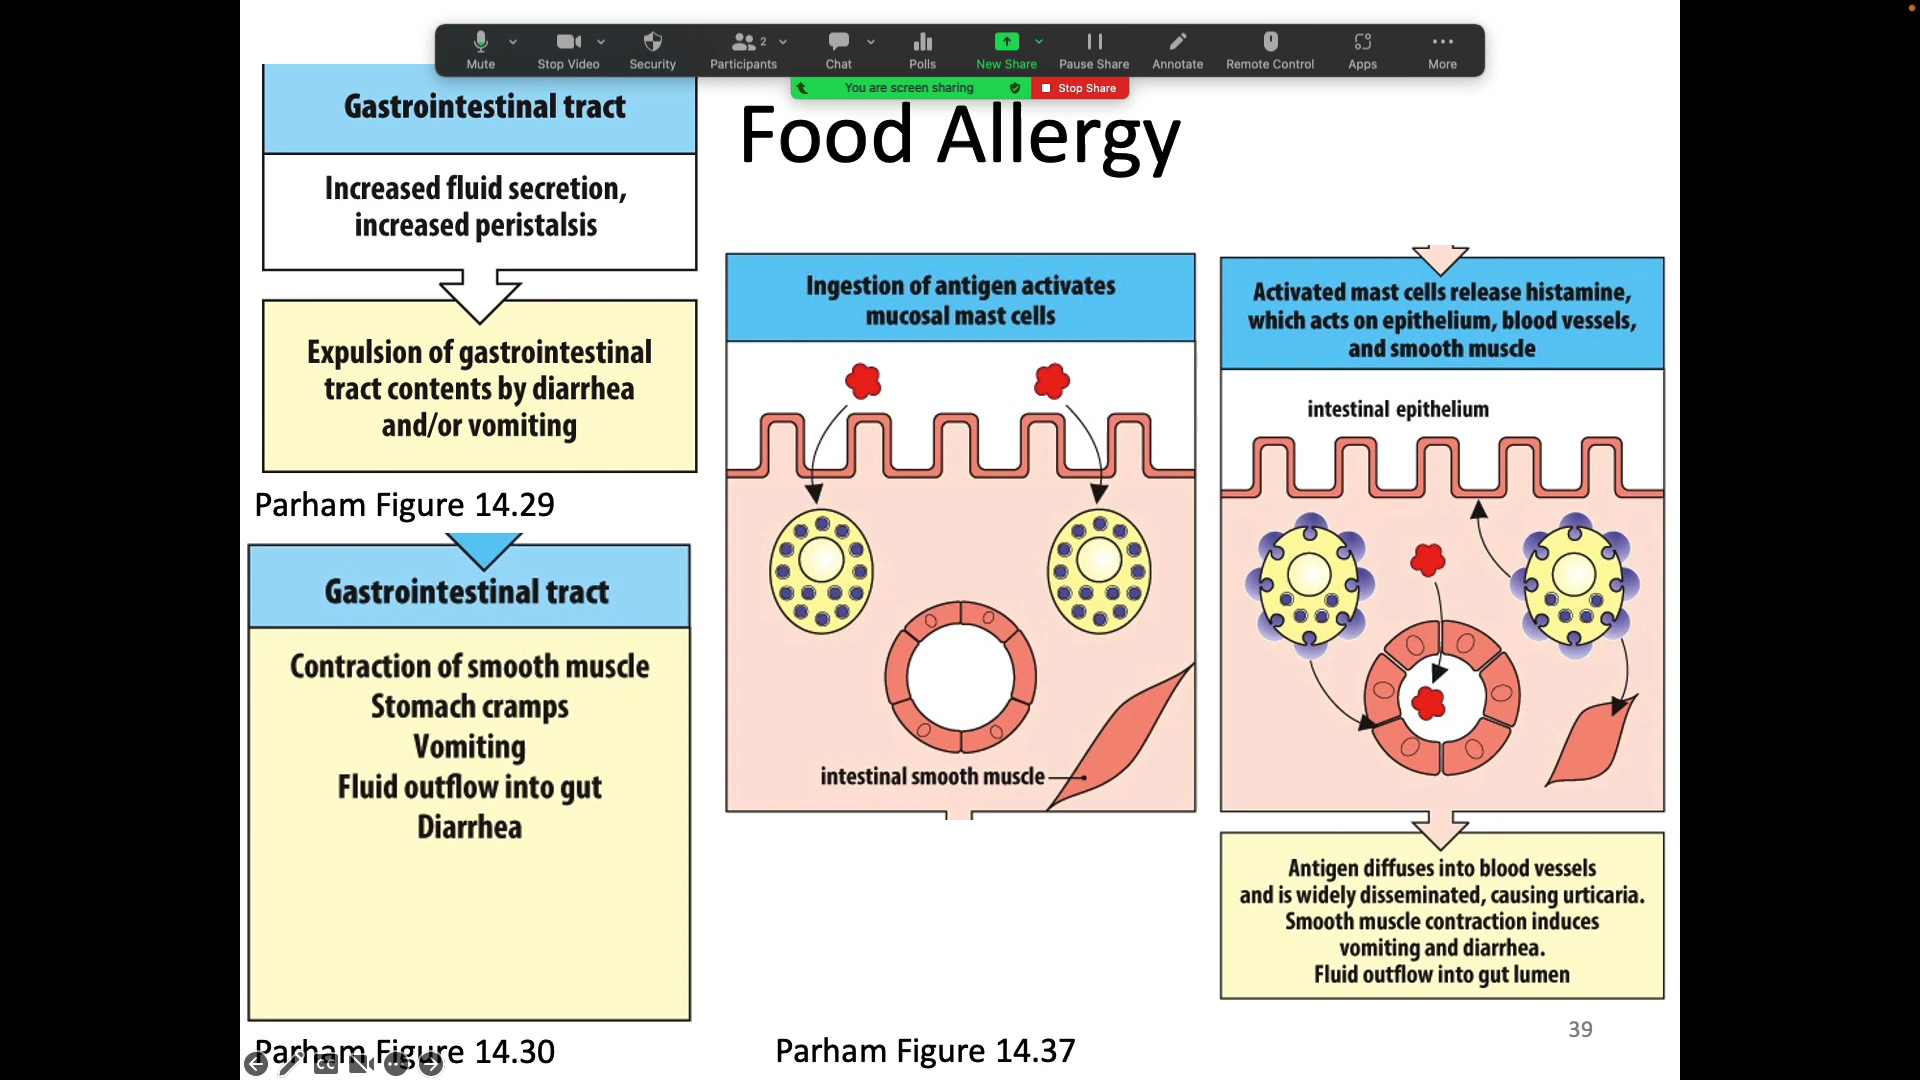 Mute
Stop Video
Security
Participants
2
Chat
Polls
New Share
Pause Share
Annotate
Remote Control
Apps
More
You are screen sharing
Stop Share
Food Allergy
Gastrointestinal tract
Increased fluid secretion,
increased peristalsis
Expulsion of gastrointestinal
tract contents by diarrhea
and/or vomiting
Parham Figure 14.29
Gastrointestinal tract
Contraction of smooth muscle
Stomach cramps
Vomiting
Fluid outflow into gut
Diarrhea
Parham Figure 14.30
CC
Ingestion of antigen activates
mucosal mast cells
intestinal smooth muscle
Parham Figure 14.37
Activated mast cells release histamine,
which acts on epithelium, blood vessels,
and smooth muscle
intestinal epithelium
Antigen diffuses into blood vessels
and is widely disseminated, causing urticaria.
Smooth muscle contraction induces
vomiting and diarrhea.
Fluid outflow into gut lumen
39